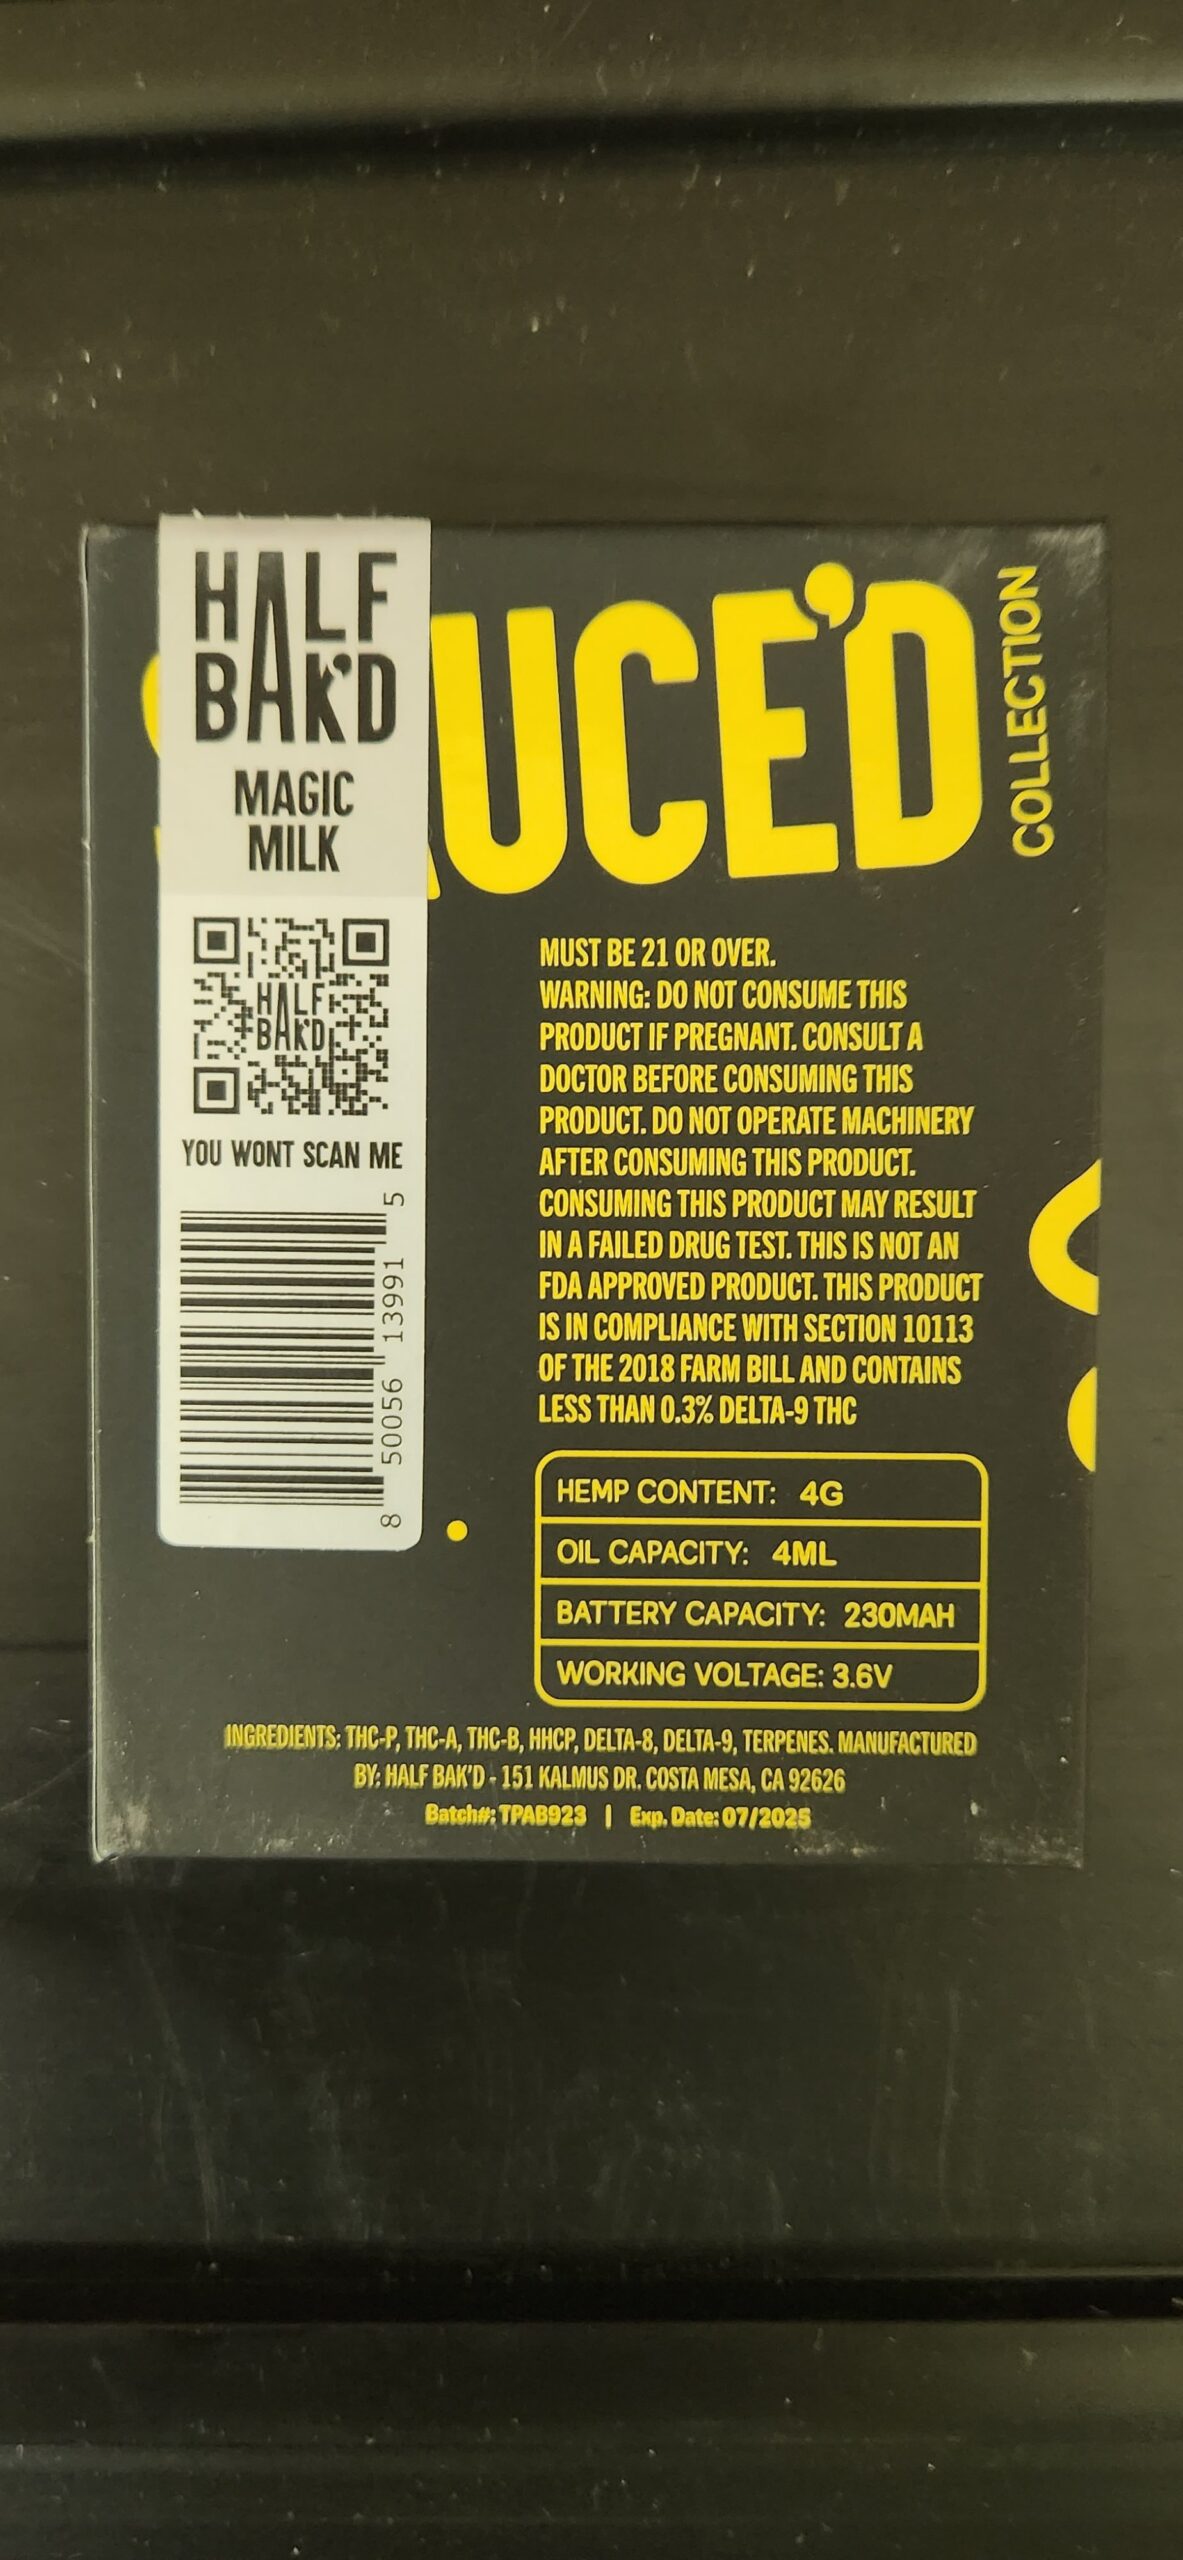 HALF
BAK'D
MAGIC
MILK
HALF
BAK'D
YOU WONT SCAN ME
8 50056 13991 5
UCE'D
COLLECTION
MUST BE 21 OR OVER.
WARNING: DO NOT CONSUME THIS
PRODUCT IF PREGNANT. CONSULT A
DOCTOR BEFORE CONSUMING THIS
PRODUCT. DO NOT OPERATE MACHINERY
AFTER CONSUMING THIS PRODUCT.
CONSUMING THIS PRODUCT MAY RESULT
IN A FAILED DRUG TEST. THIS IS NOT AN
FDA APPROVED PRODUCT. THIS PRODUCT
IS IN COMPLIANCE WITH SECTION 10113
OF THE 2018 FARM BILL AND CONTAINS
LESS THAN 0.3% DELTA-9 THC
HEMP CONTENT: 4G
OIL CAPACITY: 4ML
BATTERY CAPACITY: 230MAH
WORKING VOLTAGE: 3.6V
INGREDIENTS: THC-P, THC-A, THC-B, HHCP, DELTA-8, DELTA-9, TERPENES. MANUFACTURED
BY: HALF BAK'D - 151 KALMUS DR. COSTA MESA, CA 92626
Batch#: TPAB923 | Exp. Date: 07/2025